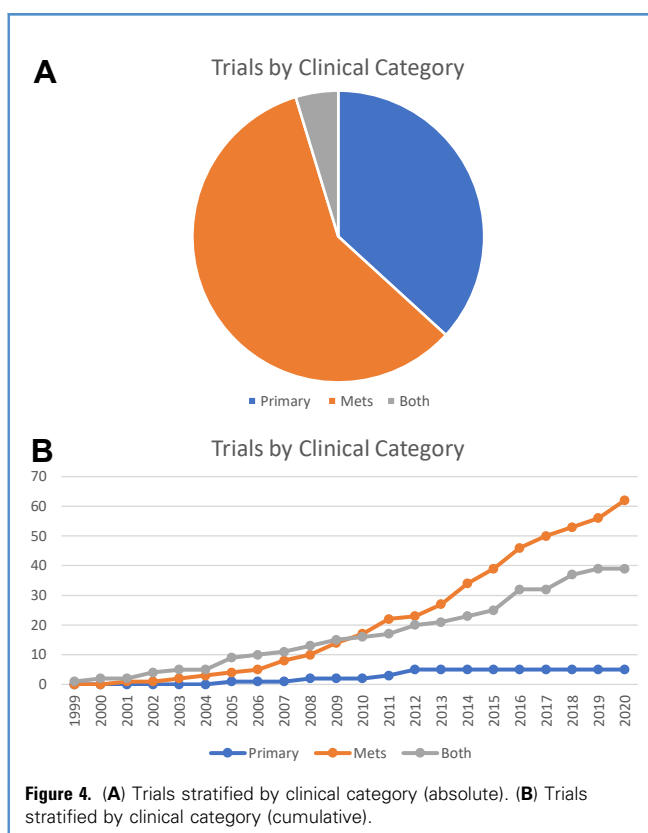 A
Trials by Clinical Category
Primary Mets Both
B
Trials by Clinical Category
70
60
50
40
30
20
10
0
1999 2000 2001 2002 2003 2004 2005 2006 2007 2008 2009 2010 2011 2012 2013 2014 2015 2016 2017 2018 2019 2020
Primary Mets Both
Figure 4. (A) Trials stratified by clinical category (absolute). (B) Trials
stratified by clinical category (cumulative).